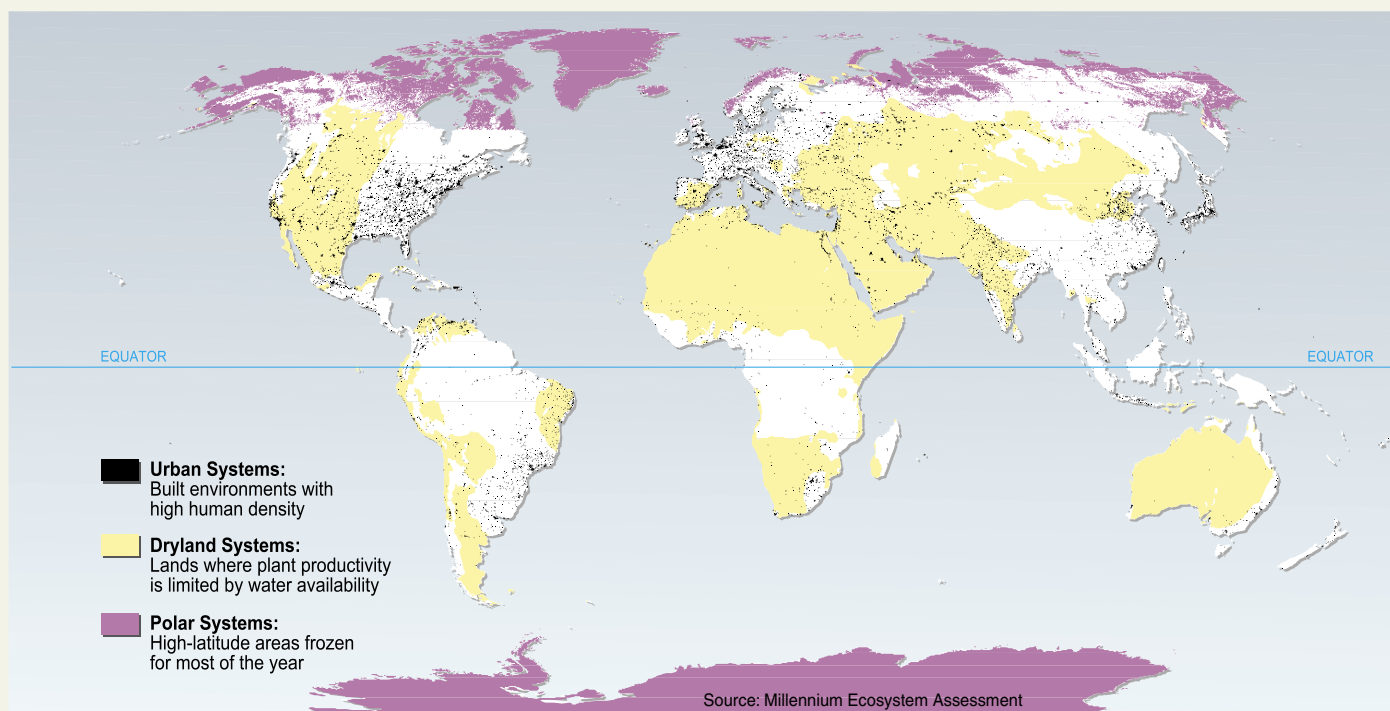 EQUATOR
EQUATOR
Urban Systems:
Built environments with
high human density
Dryland Systems:
Lands where plant productivity
is limited by water availability
Polar Systems:
High-latitude areas frozen
for most of the year
Source: Millennium Ecosystem Assessment